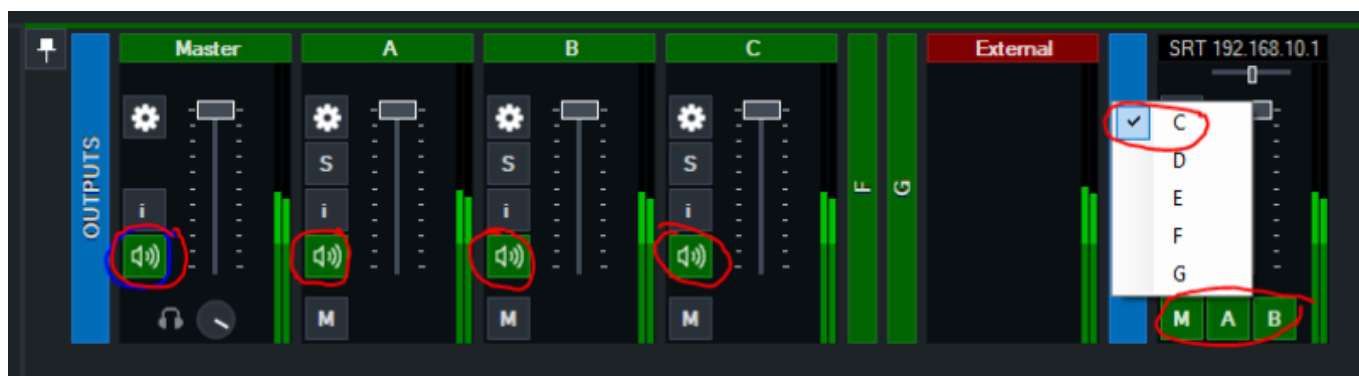 Master
A
B
C
External
SRT 192.168.10.1
OUTPUTS
S
S
S
i
i
i
i
F
G
C
D
E
F
G
M
M
M
M
A
B